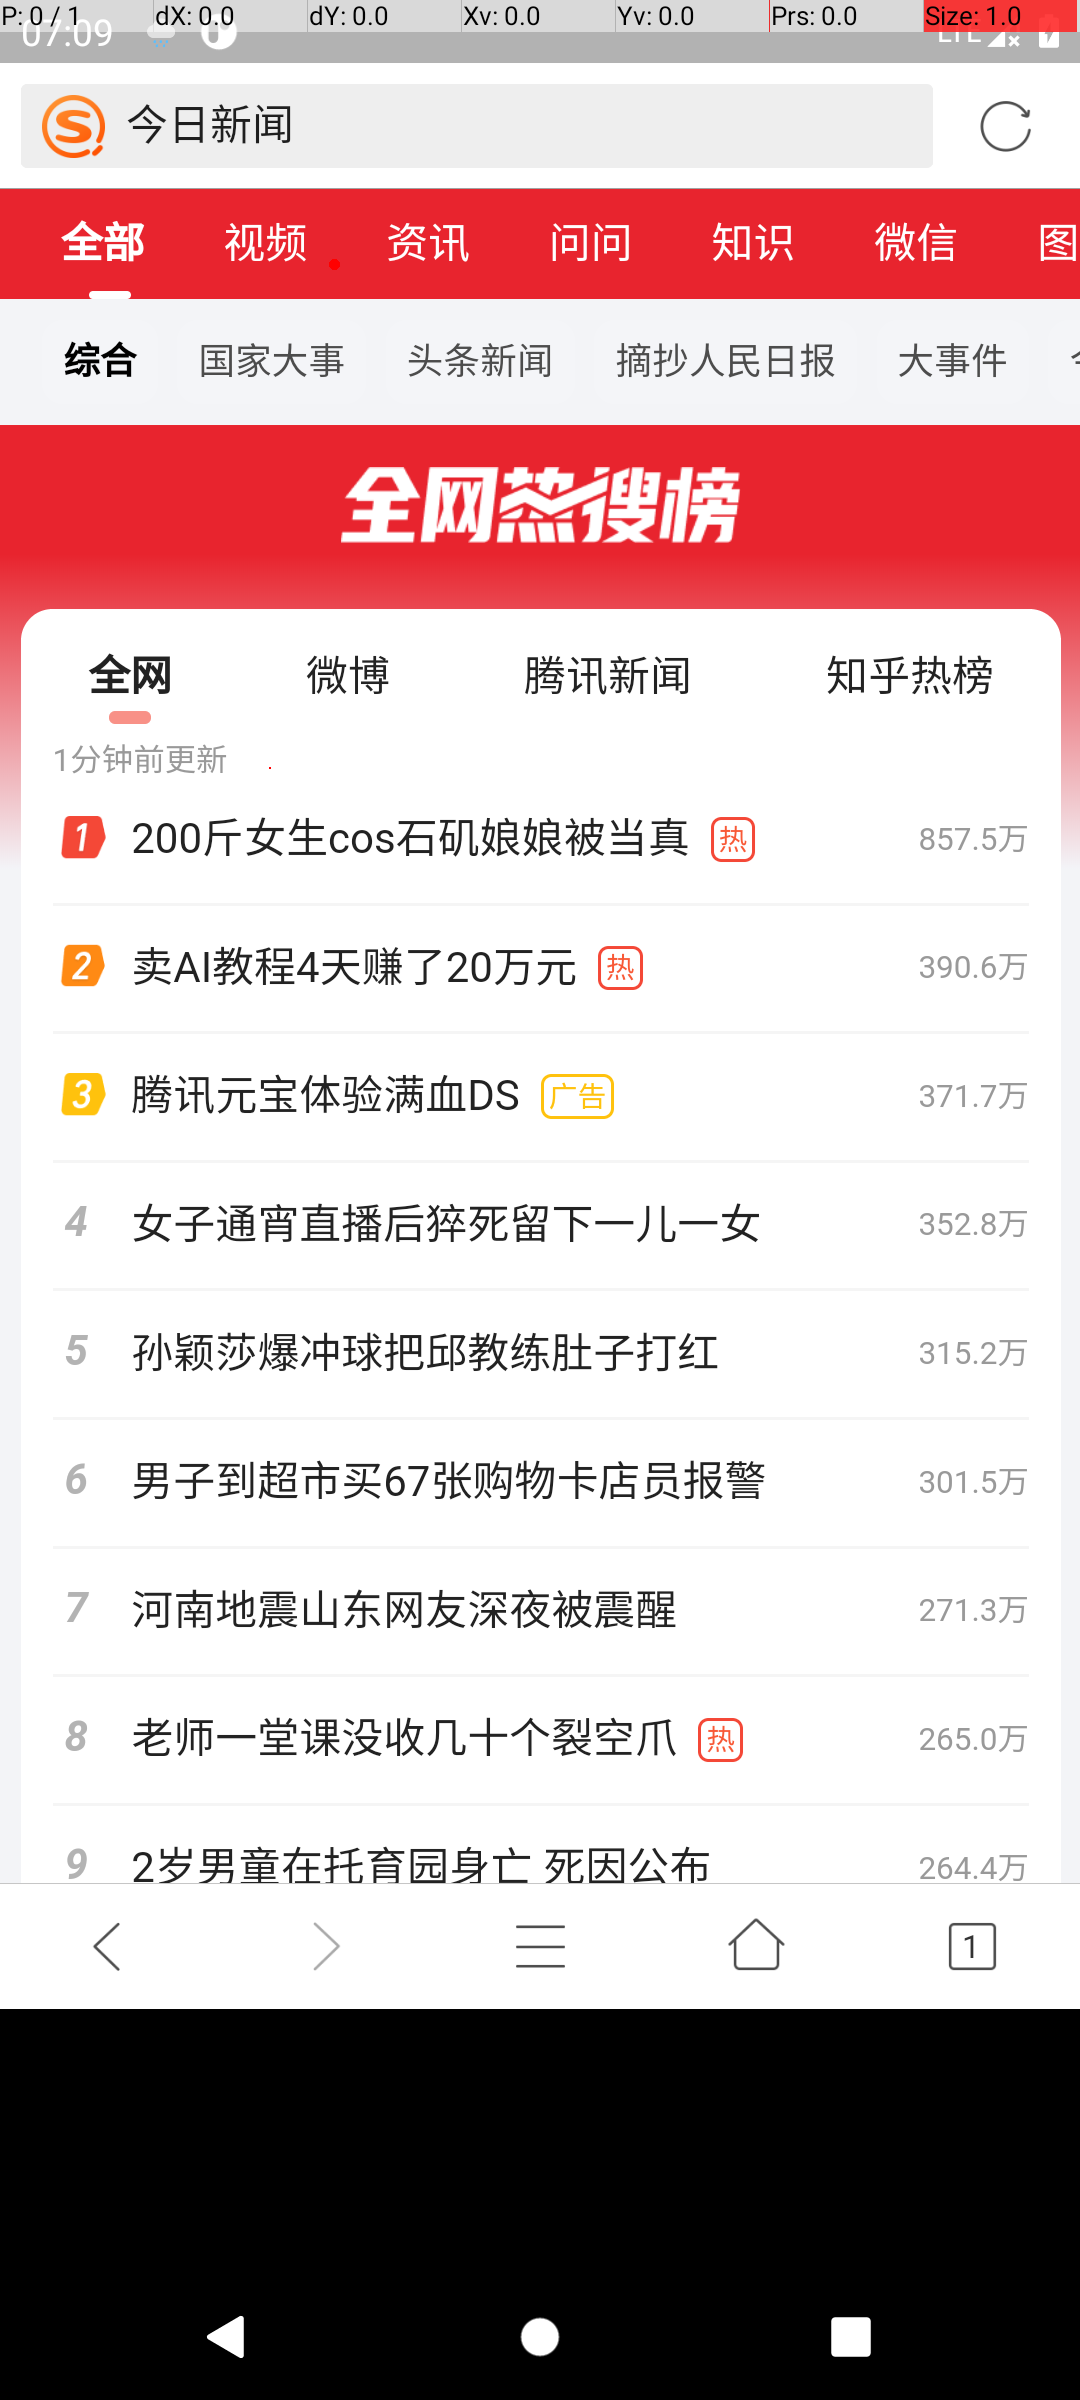 P: 0 / 1 dX: 0.0 dY: 0.0 Xv: 0.0 Yv: 0.0 Prs: 0.0 Size: 1.0
07:09 LTE
今日新闻
全部 视频 资讯 问问 知识 微信 图
综合 国家大事 头条新闻 摘抄人民日报 大事件
全网热搜榜
全网 微博 腾讯新闻 知乎热榜
1分钟前更新
1 200斤女生cos石矶娘娘被当真 热 857.5万
2 卖AI教程4天赚了20万元 热 390.6万
3 腾讯元宝体验满血DS 广告 371.7万
4 女子通宵直播后猝死留下一儿一女 352.8万
5 孙颖莎爆冲球把邱教练肚子打红 315.2万
6 男子到超市买67张购物卡店员报警 301.5万
7 河南地震山东网友深夜被震醒 271.3万
8 老师一堂课没收几十个裂空爪 热 265.0万
9 2岁男童在托育园身亡 死因公布 264.4万
1